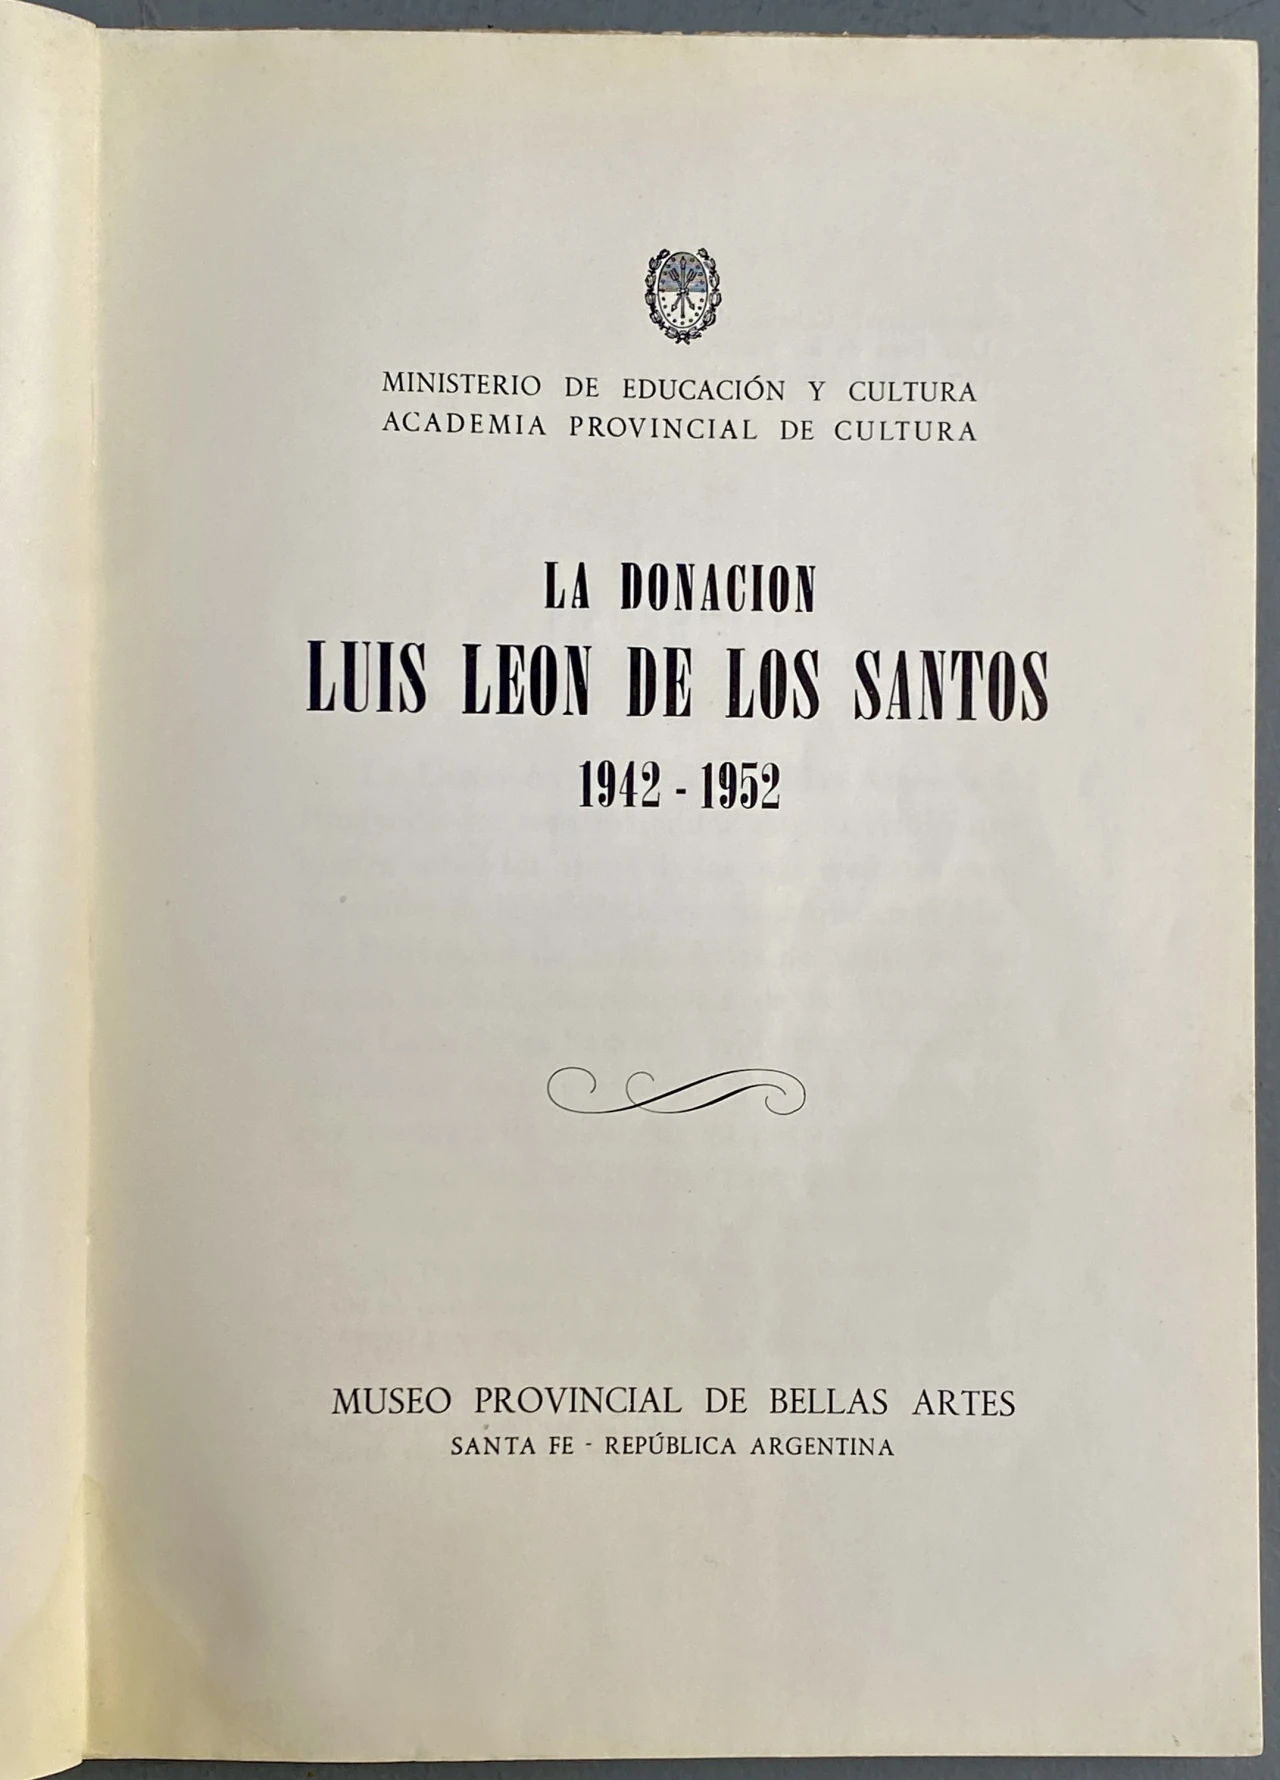 MINISTERIO DE EDUCACIÓN Y CULTURA
ACADEMIA PROVINCIAL DE CULTURA
LA DONACION
LUIS LEON DE LOS SANTOS
1942 - 1952
MUSEO PROVINCIAL DE BELLAS ARTES
SANTA FE - REPÚBLICA ARGENTINA